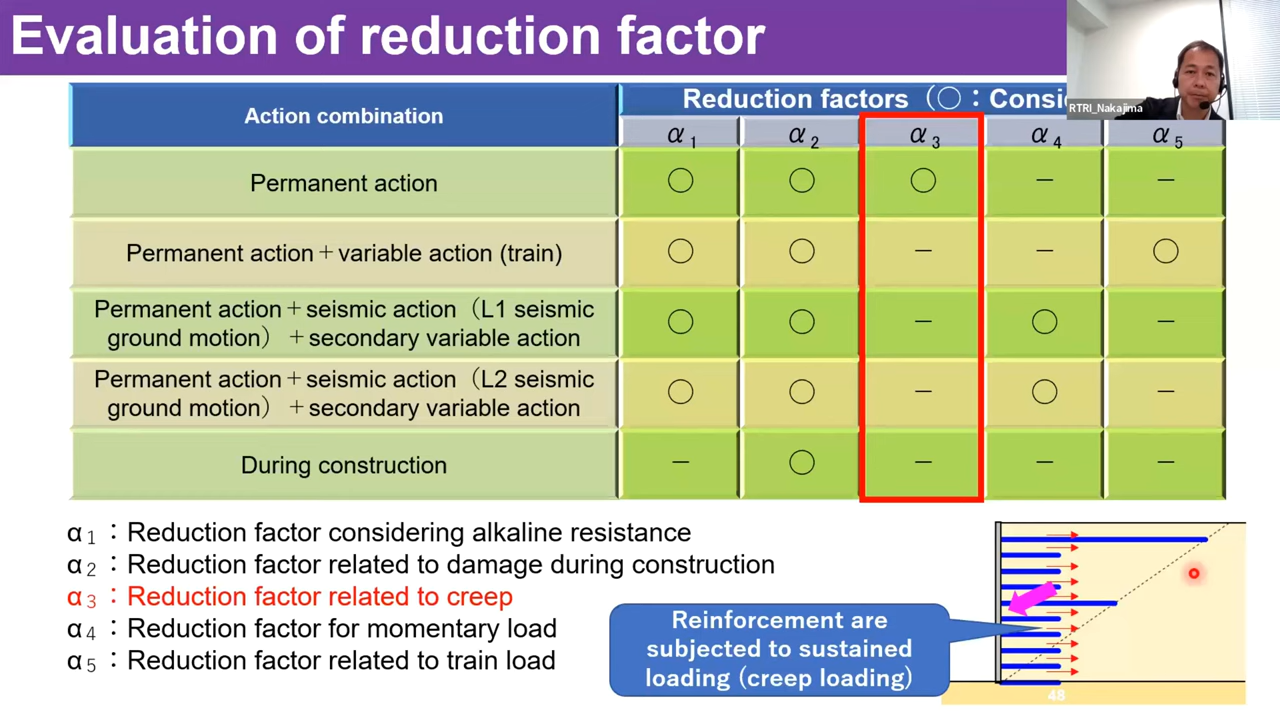 Evaluation of reduction factor
RTRI_Nakajima
Action combination
Reduction factors (○:
α1 α2 α3 α4 α5
Permanent action ○ ○ ○ － －
Permanent action＋variable action (train) ○ ○ － － ○
Permanent action＋seismic action（L1 seismic
ground motion）＋secondary variable action ○ ○ － ○ －
Permanent action＋seismic action（L2 seismic
ground motion）＋secondary variable action ○ ○ － ○ －
During construction － ○ － － －
α1：Reduction factor considering alkaline resistance
α2：Reduction factor related to damage during construction
α3：Reduction factor related to creep
α4：Reduction factor for momentary load
α5：Reduction factor related to train load
Reinforcement are
subjected to sustained
loading (creep loading)
48